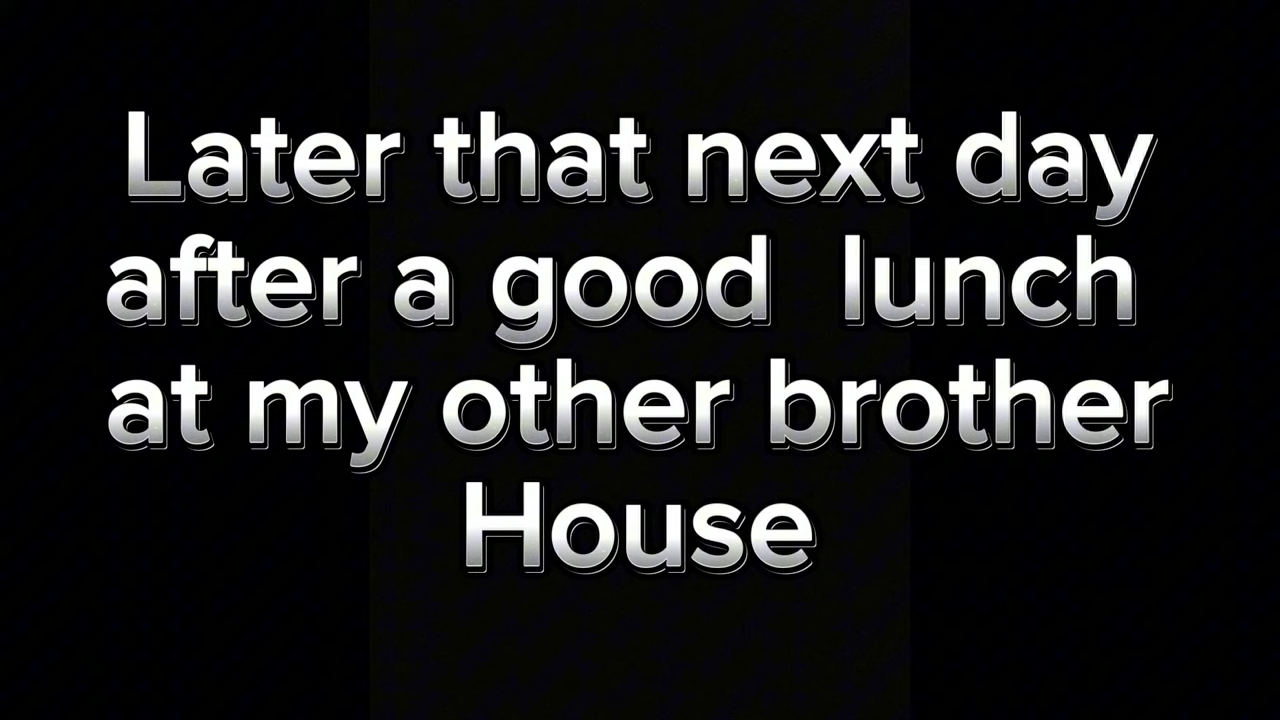 Later that next day
after a good  lunch
at my other brother
House